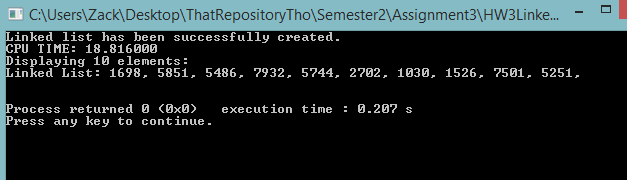 C:\Users\Zack\Desktop\ThatRepositoryTho\Semester2\Assignment3\HW3Linke...
Linked list has been successfully created.
CPU TIME: 18.816000
Displaying 10 elements:
Linked List: 1698, 5851, 5486, 7932, 5744, 2702, 1030, 1526, 7501, 5251,
Process returned 0 (0x0)   execution time : 0.207 s
Press any key to continue.